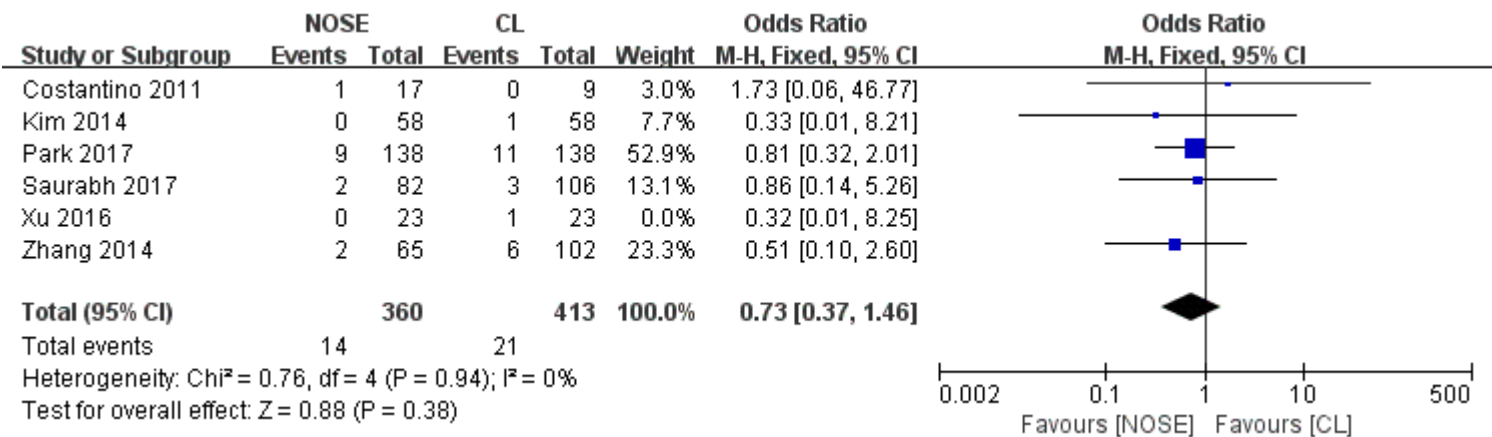 NOSE CL Odds Ratio Odds Ratio
Study or Subgroup Events Total Events Total Weight M-H, Fixed, 95% CI M-H, Fixed, 95% CI
Costantino 2011 1 17 0 9 3.0% 1.73 [0.06, 46.77]
Kim 2014 0 58 1 58 7.7% 0.33 [0.01, 8.21]
Park 2017 9 138 11 138 52.9% 0.81 [0.32, 2.01]
Saurabh 2017 2 82 3 106 13.1% 0.86 [0.14, 5.26]
Xu 2016 0 23 1 23 0.0% 0.32 [0.01, 8.25]
Zhang 2014 2 65 6 102 23.3% 0.51 [0.10, 2.60]
Total (95% CI) 360 413 100.0% 0.73 [0.37, 1.46]
Total events 14 21
Heterogeneity: Chi² = 0.76, df = 4 (P = 0.94); I² = 0%
Test for overall effect: Z = 0.88 (P = 0.38)
0.002 0.1 1 10 500
Favours [NOSE] Favours [CL]